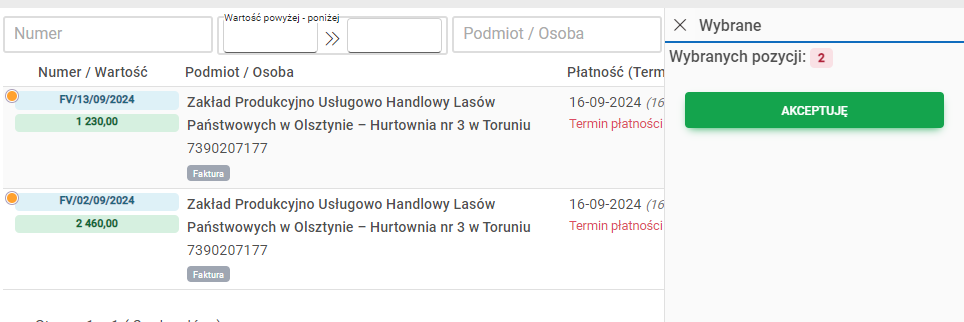 Numer
Wartość powyżej - poniżej
Podmiot / Osoba
Wybrane
Wybranych pozycji: 2
AKCEPTUJĘ
Numer / Wartość
Podmiot / Osoba
Płatność (Term
FV/13/09/2024
1 230,00
Zakład Produkcyjno Usługowo Handlowy Lasów
Państwowych w Olsztynie – Hurtownia nr 3 w Toruniu
7390207177
Faktura
16-09-2024 (16
Termin płatności
FV/02/09/2024
2 460,00
Zakład Produkcyjno Usługowo Handlowy Lasów
Państwowych w Olsztynie – Hurtownia nr 3 w Toruniu
7390207177
Faktura
16-09-2024 (16
Termin płatności